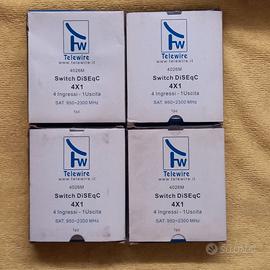 Telewire
www.telewire.it
4026M
Switch DiSEqC
4X1
4 Ingressi - 1Uscita
SAT. 950÷2300 MHz
Telewire
www.telewire.it
4026M
Switch DiSEqC
4X1
4 Ingressi - 1Uscita
SAT. 950÷2300 MHz
Telewire
www.telewire.it
4026M
Switch DiSEqC
4X1
4 Ingressi - 1Uscita
SAT. 950÷2300 MHz
Telewire
www.telewire.it
4026M
Switch DiSEqC
4X1
4 Ingressi - 1Uscita
SAT. 950÷2300 MHz
subito